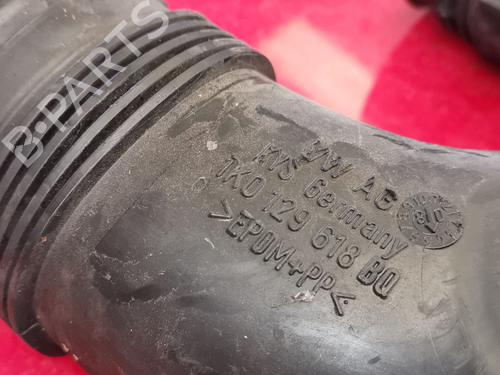 B-PARTS
VW AG
KVS Germany
1K0 129 618 BQ
>EPDM+PP<